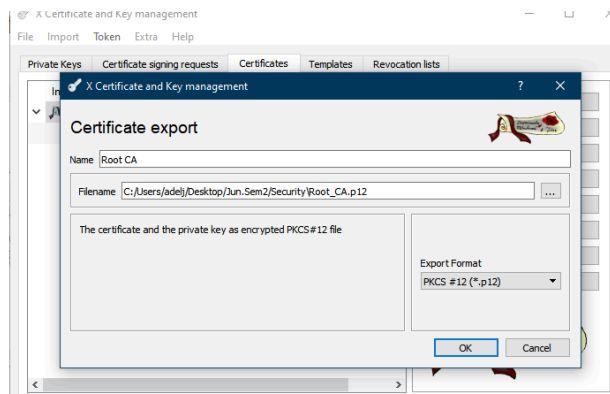 X Certificate and Key management
File Import Token Extra Help
Private Keys Certificate signing requests Certificates Templates Revocation lists
In
X Certificate and Key management ? X
Certificate export
Name Root CA
Filename C:/Users/adelj/Desktop/Jun.Sem2/Security\Root_CA.p12 ...
The certificate and the private key as encrypted PKCS#12 file
Export Format
PKCS #12 (*.p12)
OK Cancel